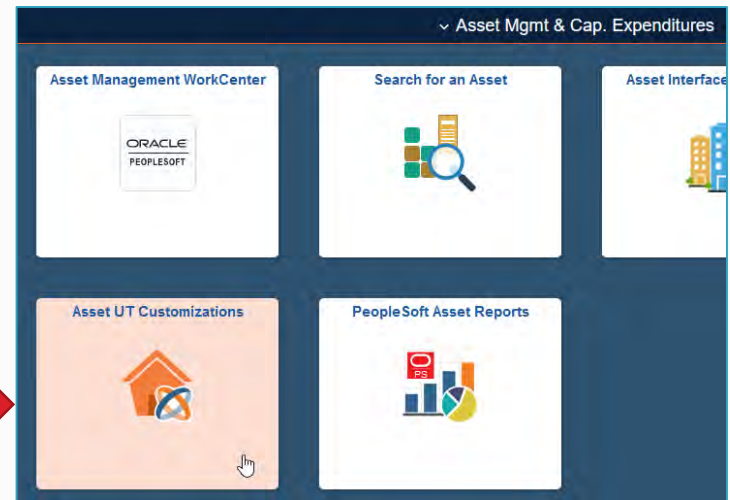 Asset Mgmt & Cap. Expenditures
Asset Management WorkCenter
Search for an Asset
Asset Interface
ORACLE
PEOPLESOFT
Asset UT Customizations
PeopleSoft Asset Reports
PS